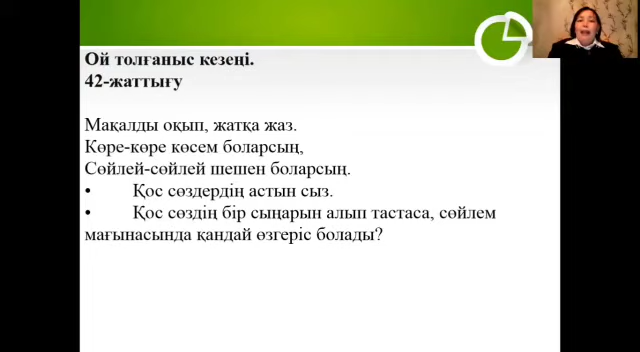 Ой толғаныс кезеңі.
42-жаттығу
Мақалды оқып, жатқа жаз.
Көре-көре көсем боларсың,
Сөйлей-сөйлей шешен боларсың.
• Қос сөздердің астын сыз.
• Қос сөздің бір сыңарын алып тастаса, сөйлем
мағынасында қандай өзгеріс болады?